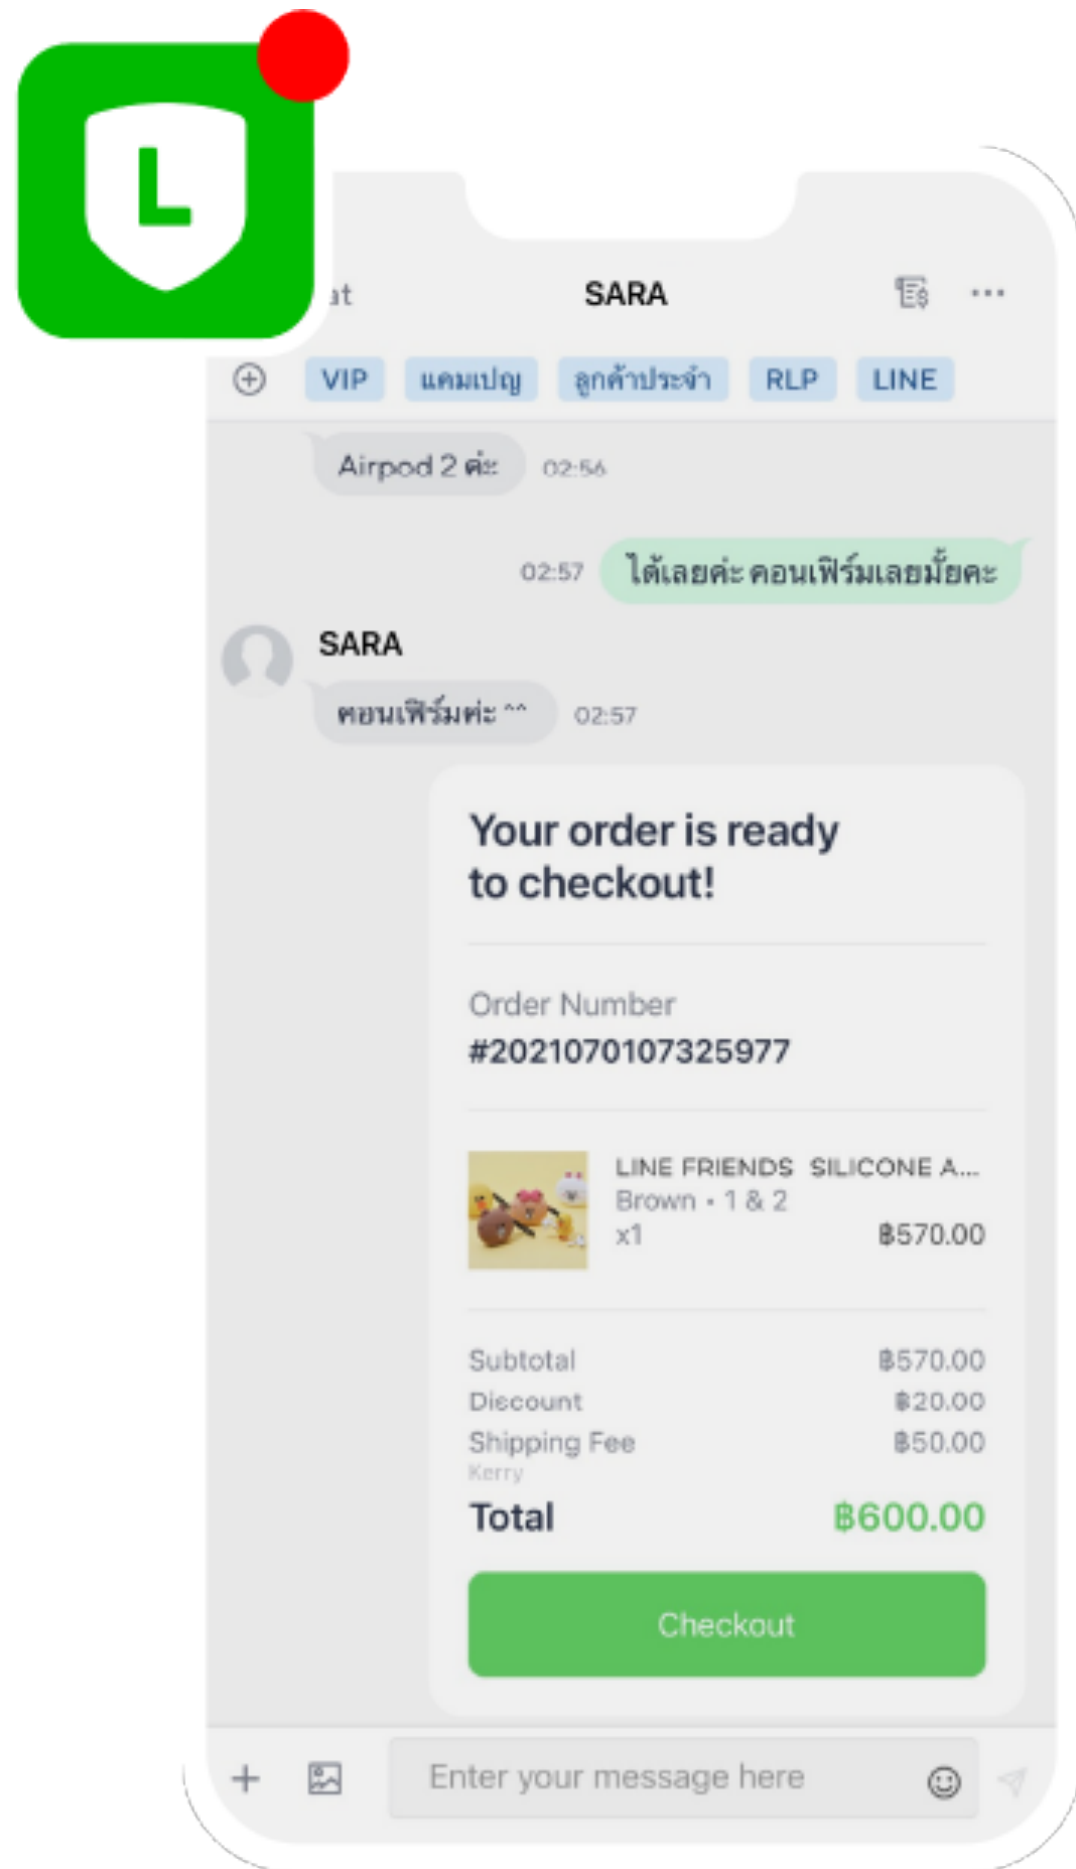 L
at
SARA
VIP แคมเปญ ลูกค้าประจำ RLP LINE
Airpod 2 ค่ะ 02:56
02:57 ได้เลยค่ะ คอนเฟิร์มเลยมั้ยคะ
SARA
คอนเฟิร์มค่ะ ^^ 02:57
Your order is ready
to checkout!
Order Number
#2021070107325977
LINE FRIENDS SILICONE A...
Brown • 1 & 2
x1 ฿570.00
Subtotal ฿570.00
Discount ฿20.00
Shipping Fee ฿50.00
Kerry
Total ฿600.00
Checkout
Enter your message here